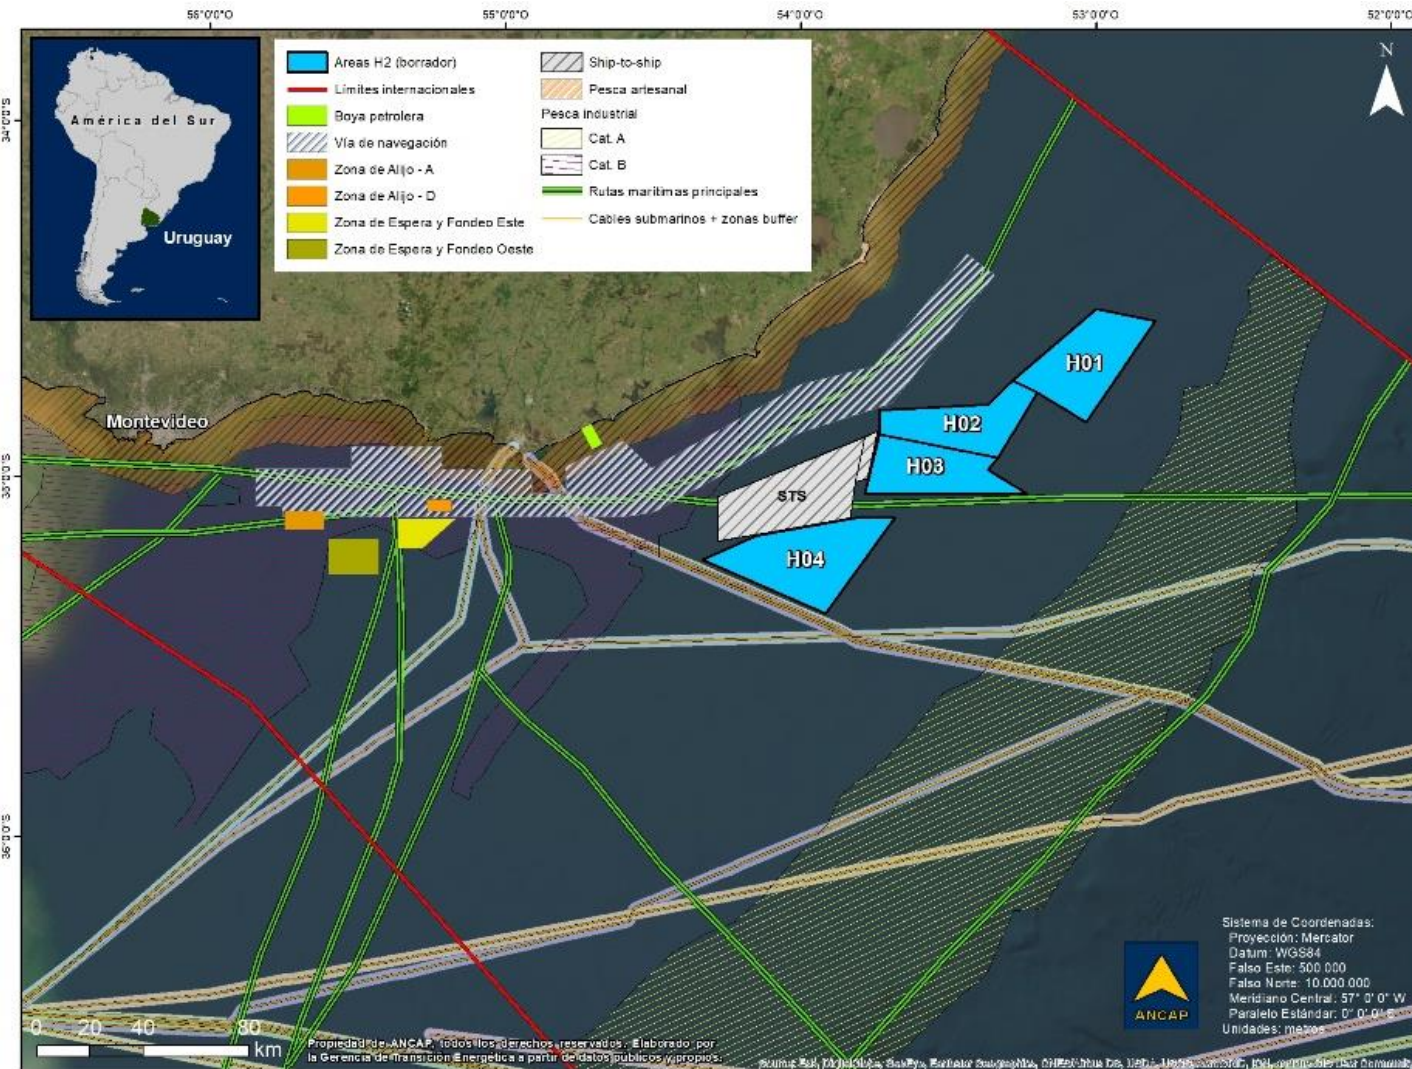 56°0'0"O
55°0'0"O
54°0'0"O
53°0'0"O
52°0'0"O
34°0'0"S
35°0'0"S
36°0'0"S
América del Sur
Uruguay
Areas H2 (borrador)
Límites internacionales
Boya petrolera
Vía de navegación
Zona de Alijo - A
Zona de Alijo - D
Zona de Espera y Fondeo Este
Zona de Espera y Fondeo Oeste
Ship-to-ship
Pesca artesanal
Pesca industrial
Cat. A
Cat. B
Rutas marítimas principales
Cables submarinos + zonas buffer
N
H01
Montevideo
H02
H03
STS
H04
Sistema de Coordenadas:
Proyección: Mercator
Datum: WGS84
Falso Este: 500 000
Falso Norte: 10.000.000
Meridiano Central: 57° 0' 0" W
Paralelo Estándar: 0° 0' 0" E
Unidades: metros
ANCAP
0 20 40 80
km
Propiedad de ANCAP, todos los derechos reservados. Elaborado por
la Gerencia de Transición Energética a partir de datos públicos y propios.